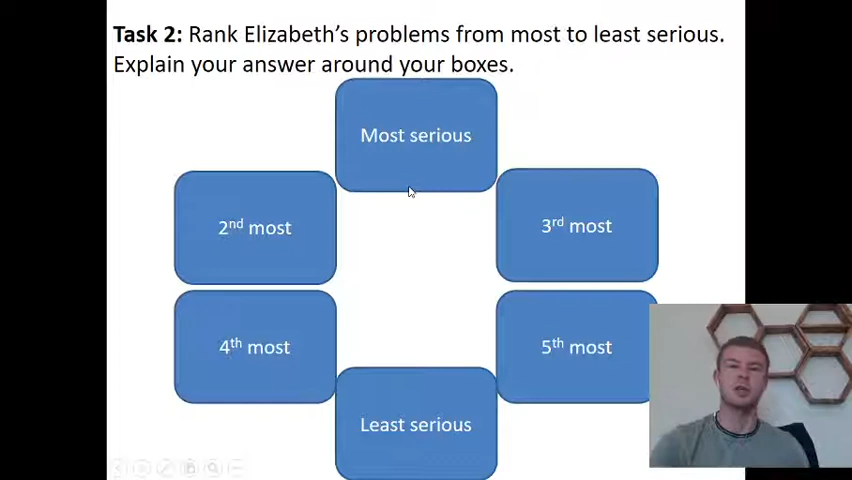 Task 2: Rank Elizabeth's problems from most to least serious.
Explain your answer around your boxes.
Most serious
2nd most
3rd most
4th most
5th most
Least serious